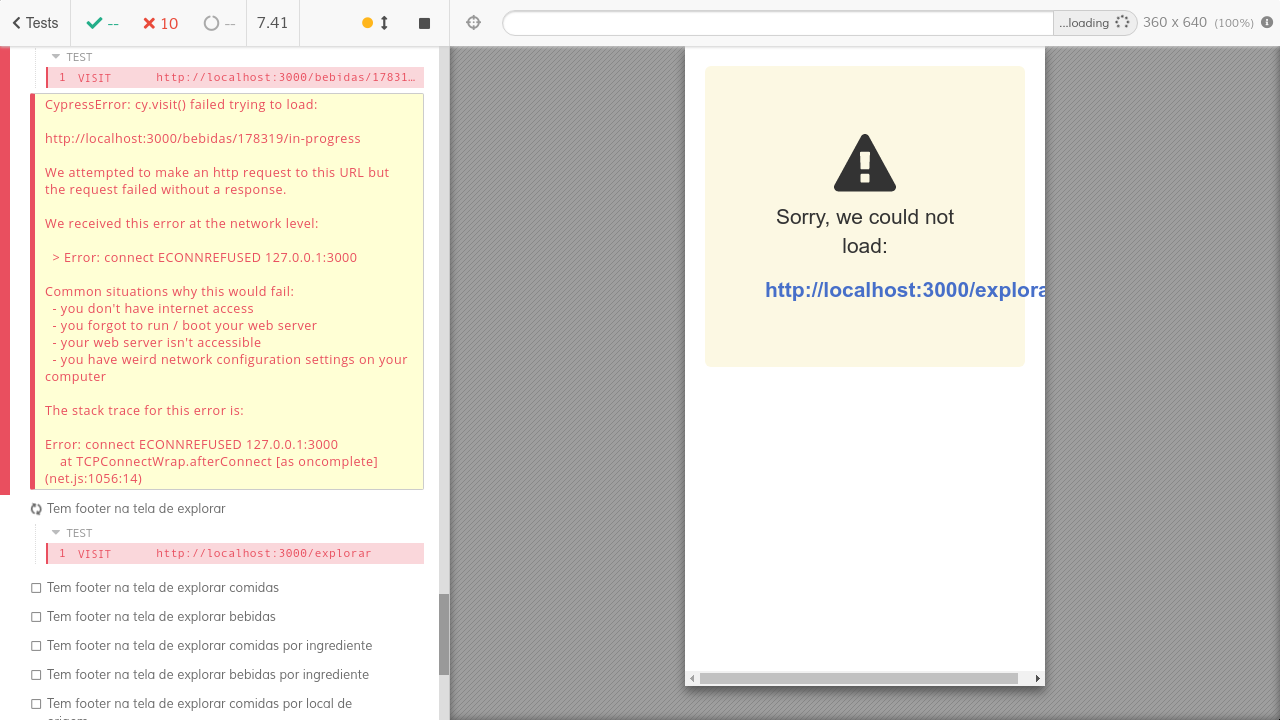 Tests
--
10
--
7.41
...loading
360 x 640 (100%)
TEST
1 VISIT http://localhost:3000/bebidas/17831…
CypressError: cy.visit() failed trying to load:
http://localhost:3000/bebidas/178319/in-progress
We attempted to make an http request to this URL but
the request failed without a response.
We received this error at the network level:
> Error: connect ECONNREFUSED 127.0.0.1:3000
Common situations why this would fail:
- you don't have internet access
- you forgot to run / boot your web server
- your web server isn't accessible
- you have weird network configuration settings on your
computer
The stack trace for this error is:
Error: connect ECONNREFUSED 127.0.0.1:3000
at TCPConnectWrap.afterConnect [as oncomplete]
(net.js:1056:14)
Tem footer na tela de explorar
TEST
1 VISIT http://localhost:3000/explorar
Tem footer na tela de explorar comidas
Tem footer na tela de explorar bebidas
Tem footer na tela de explorar comidas por ingrediente
Tem footer na tela de explorar bebidas por ingrediente
Tem footer na tela de explorar comidas por local de
Sorry, we could not
load:
http://localhost:3000/explora